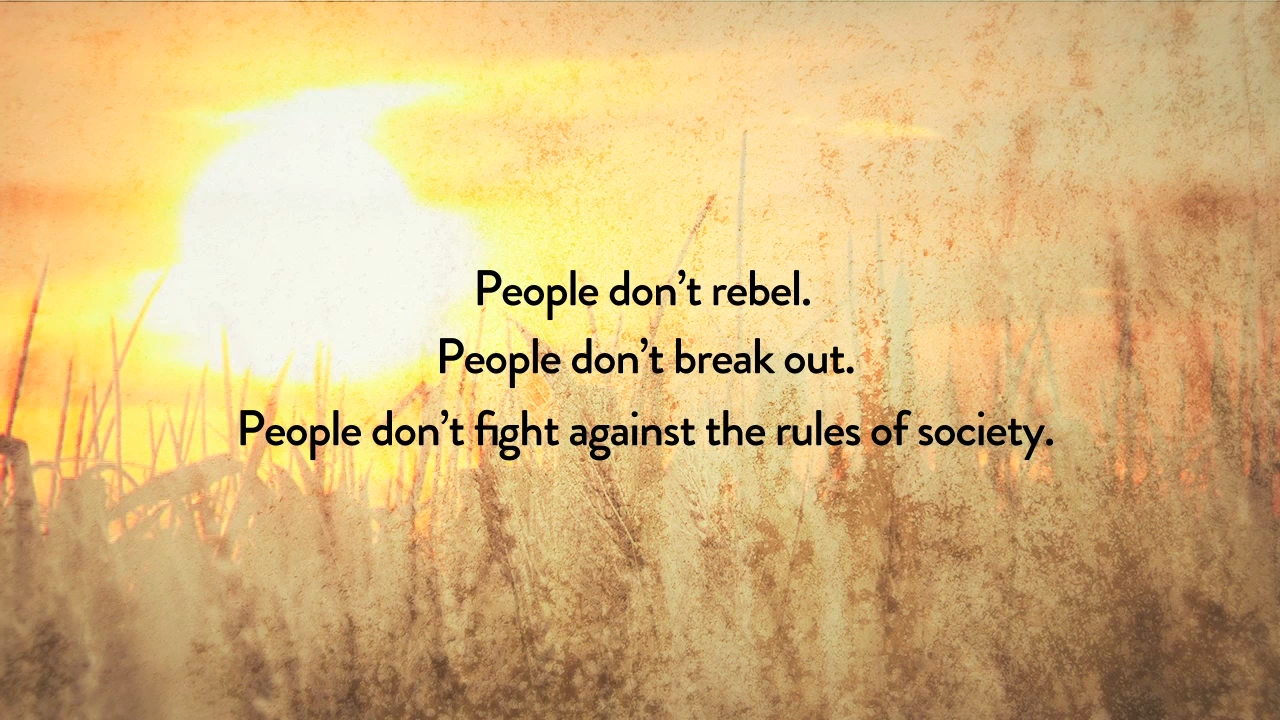 People don’t rebel.
People don’t break out.
People don’t fight against the rules of society.